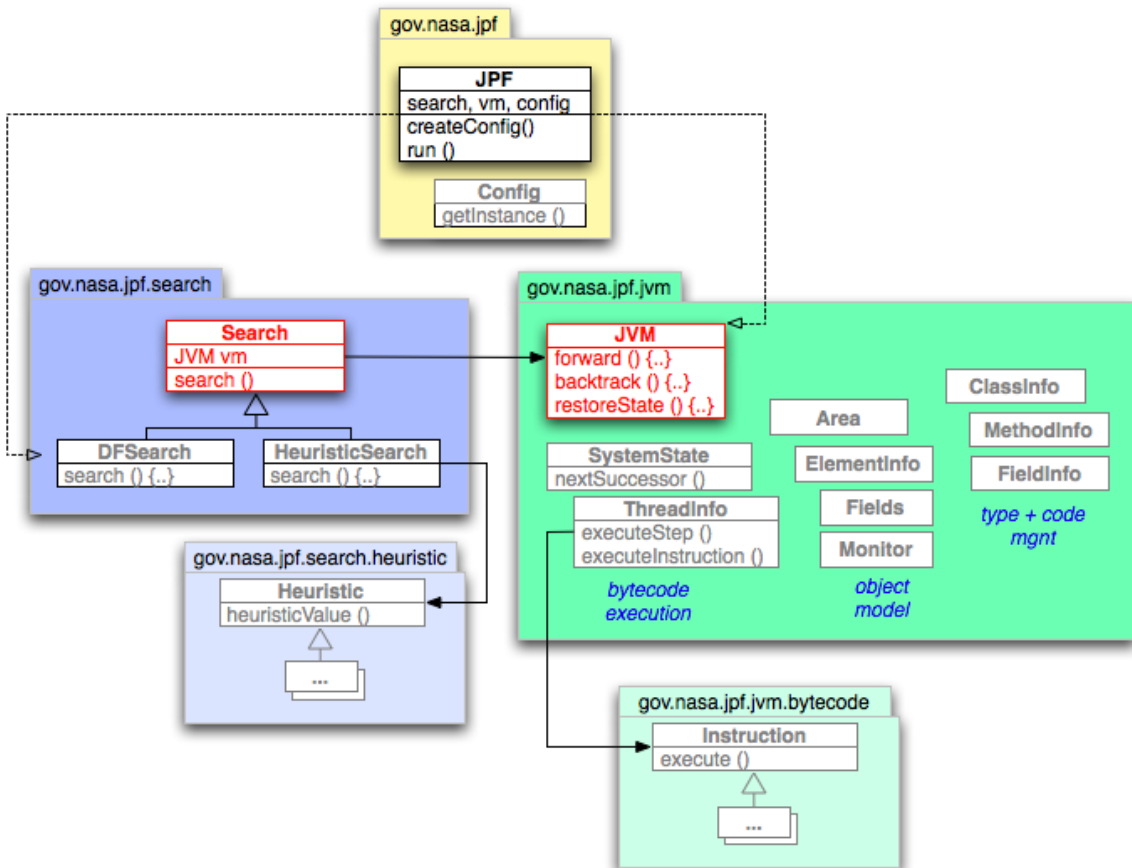 gov.nasa.jpf
JPF
search, vm, config
createConfig()
run ()
Config
getInstance ()
gov.nasa.jpf.search
Search
JVM vm
search ()
DFSearch
search () {..}
HeuristicSearch
search () {..}
gov.nasa.jpf.jvm
JVM
forward () {..}
backtrack () {..}
restoreState () {..}
SystemState
nextSuccessor ()
ThreadInfo
executeStep ()
executeInstruction ()
bytecode
execution
Area
ElementInfo
Fields
Monitor
object
model
ClassInfo
MethodInfo
FieldInfo
type + code
mgnt
gov.nasa.jpf.search.heuristic
Heuristic
heuristicValue ()
...
gov.nasa.jpf.jvm.bytecode
Instruction
execute ()
...